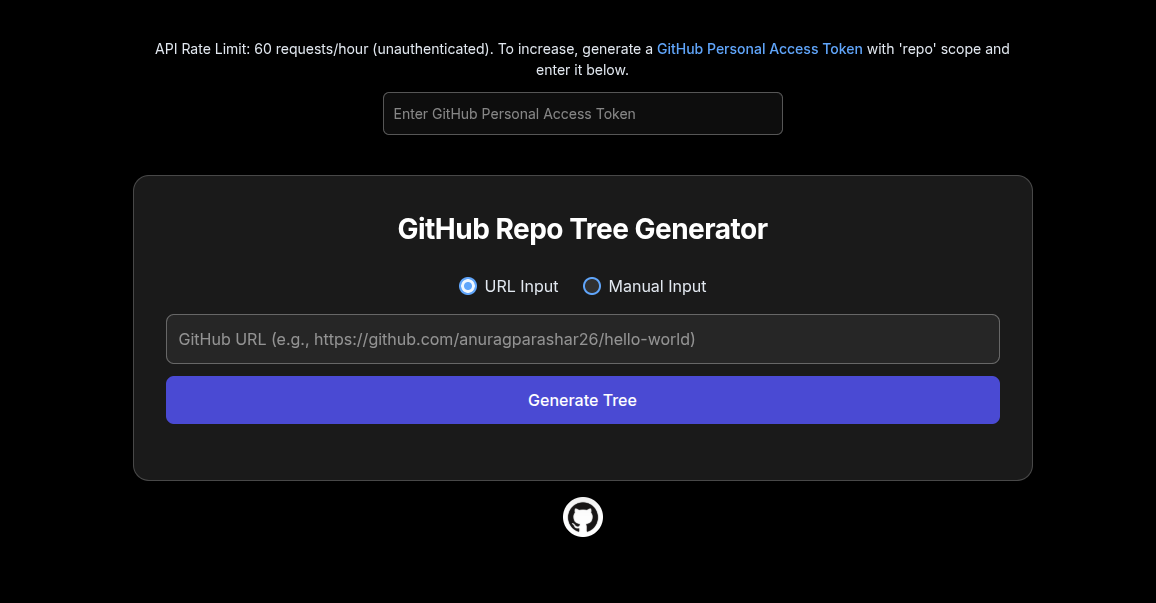 API Rate Limit: 60 requests/hour (unauthenticated). To increase, generate a GitHub Personal Access Token with 'repo' scope and
enter it below.
Enter GitHub Personal Access Token
GitHub Repo Tree Generator
URL Input Manual Input
GitHub URL (e.g., https://github.com/anuragparashar26/hello-world)
Generate Tree